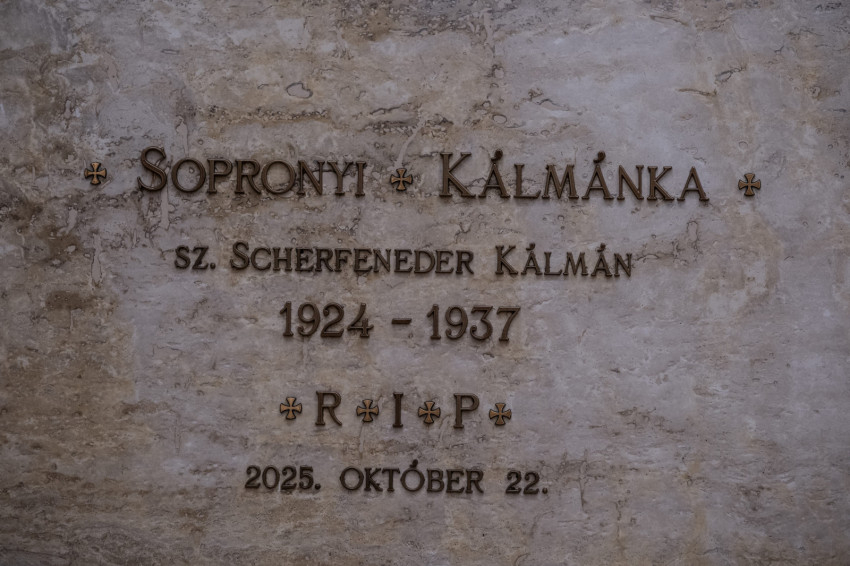 SOPRONYI KÁLMÁNKA
SZ. SCHERFENEDER KÁLMÁN
1924 - 1937
R I P
2025. OKTÓBER 22.